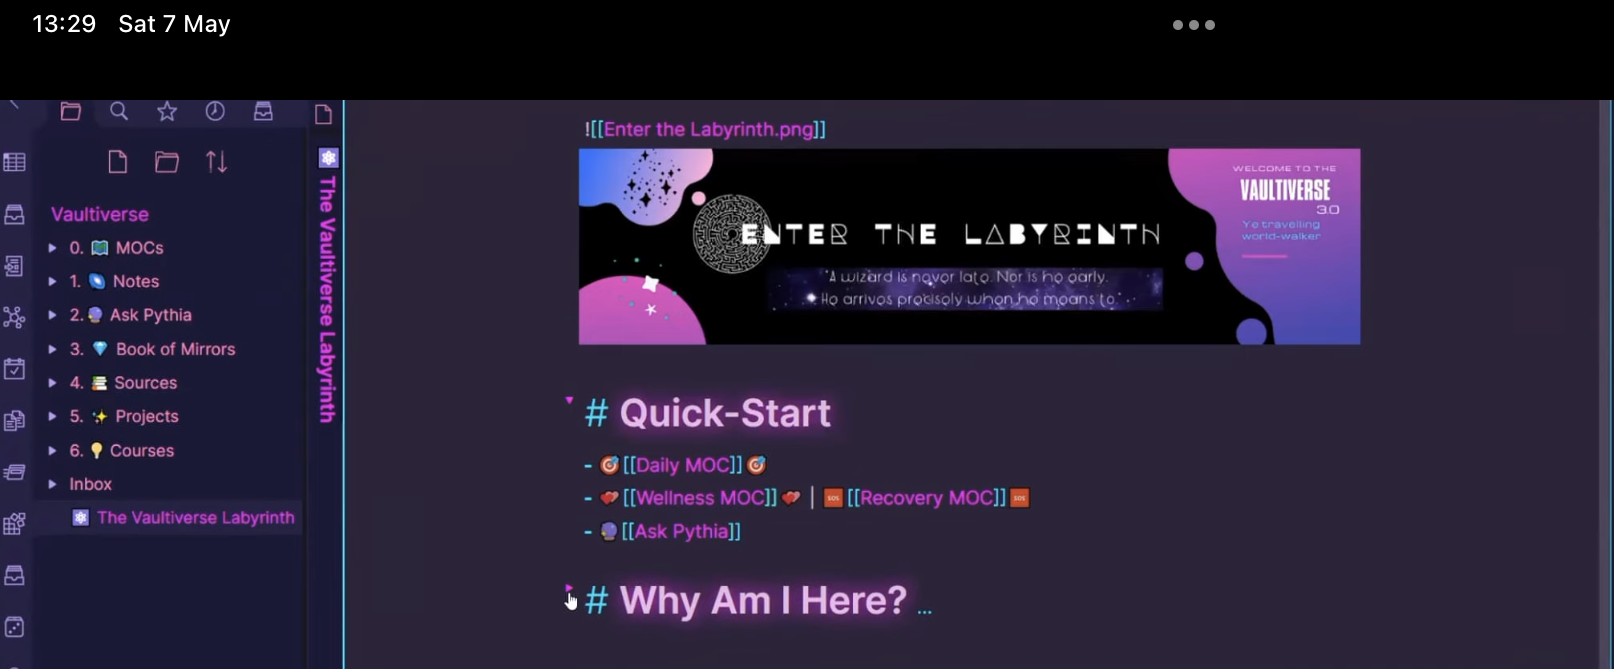 13:29 Sat 7 May
Vaultiverse
0. 🗺️ MOCs
1. 🌀 Notes
2. 🔮 Ask Pythia
3. 💎 Book of Mirrors
4. 📚 Sources
5. ✨ Projects
6. 💡 Courses
Inbox
The Vaultiverse Labyrinth
The Vaultiverse Labyrinth
![[Enter the Labyrinth.png]]
ENTER THE LABYRINTH
"A wizard is never late. Nor is he early.
He arrives precisely when he means to."
WELCOME TO THE
VAULTIVERSE
3.0
Ye travelling
world-walker
# Quick-Start
- 🎯[[Daily MOC]]🎯
- 💕[[Wellness MOC]]💕 | 🆘[[Recovery MOC]]🆘
- 🔮[[Ask Pythia]]
# Why Am I Here? ...